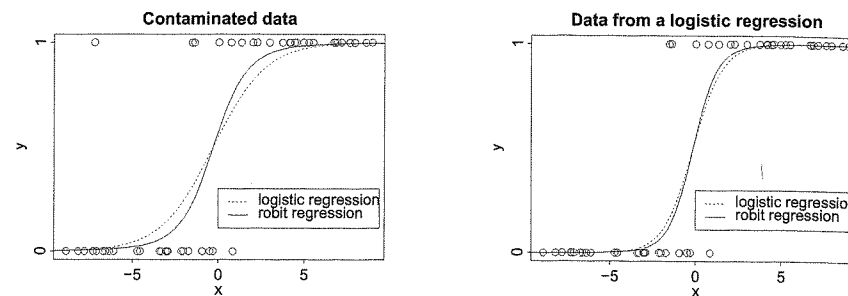 Contaminated data
1
y
0
logistic regression
robit regression
−5
0
5
x
Data from a logistic regression
1
y
0
logistic regression
robit regression
−5
0
5
x